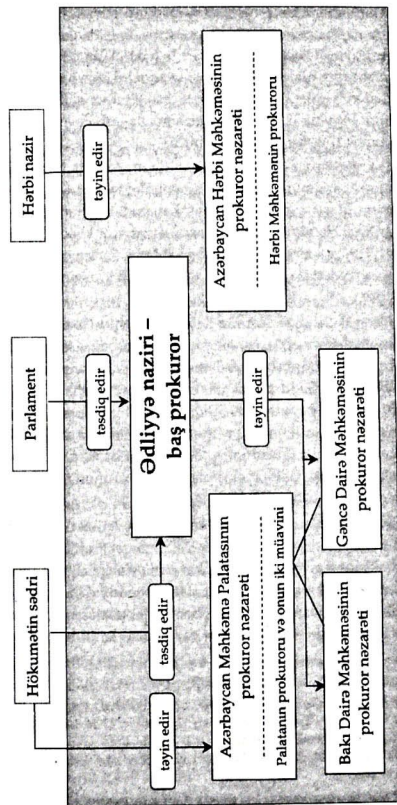 Hökumətin sədri
Parlament
Hərbi nazir
təyin edir
təsdiq edir
təsdiq edir
təyin edir
Ədliyyə naziri –
baş prokuror
Azərbaycan Məhkəmə Palatasının
prokuror nəzarəti
Palatanın prokuroru və onun iki müavini
təyin edir
Azərbaycan Hərbi Məhkəməsinin
prokuror nəzarəti
Hərbi Məhkəmənin prokuroru
Bakı Dairə Məhkəməsinin
prokuror nəzarəti
Gəncə Dairə Məhkəməsinin
prokuror nəzarəti